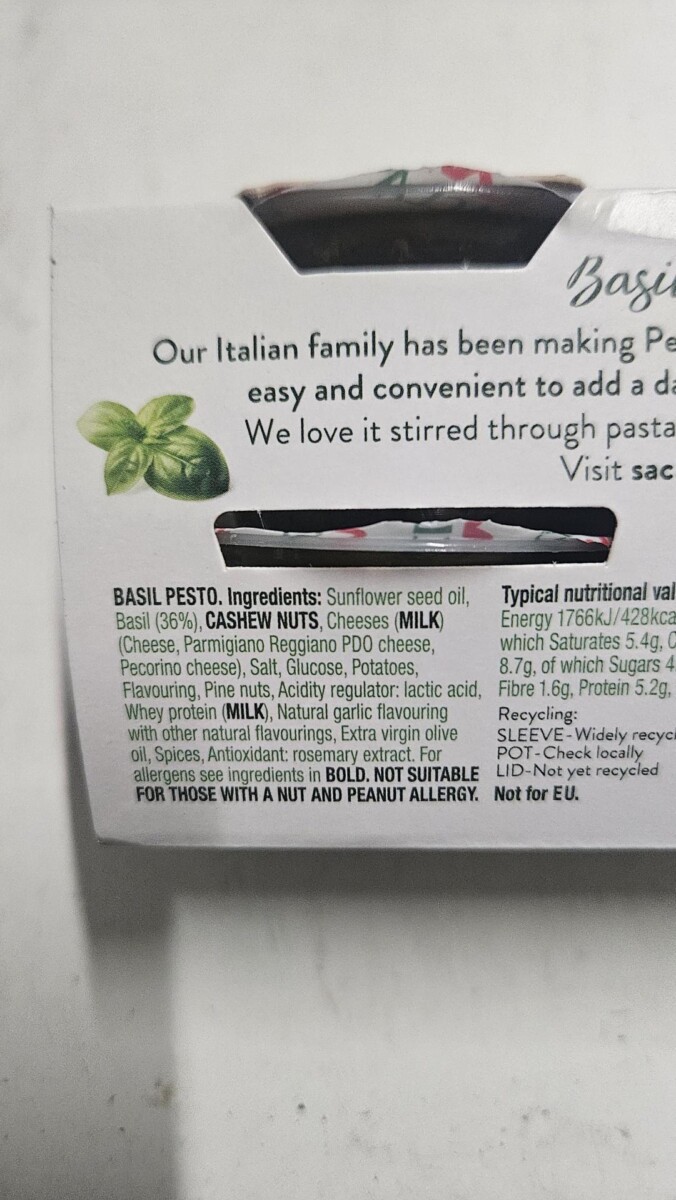 Basi
Our Italian family has been making Pe
easy and convenient to add a da
We love it stirred through pasta
Visit sac
BASIL PESTO. Ingredients: Sunflower seed oil,
Basil (36%), CASHEW NUTS, Cheeses (MILK)
(Cheese, Parmigiano Reggiano PDO cheese,
Pecorino cheese), Salt, Glucose, Potatoes,
Flavouring, Pine nuts, Acidity regulator: lactic acid,
Whey protein (MILK), Natural garlic flavouring
with other natural flavourings, Extra virgin olive
oil, Spices, Antioxidant: rosemary extract. For
allergens see ingredients in BOLD. NOT SUITABLE
FOR THOSE WITH A NUT AND PEANUT ALLERGY.
Typical nutritional val
Energy 1766kJ/428kca
which Saturates 5.4g, C
8.7g, of which Sugars 4
Fibre 1.6g, Protein 5.2g,
Recycling:
SLEEVE-Widely recycl
POT-Check locally
LID-Not yet recycled
Not for EU.